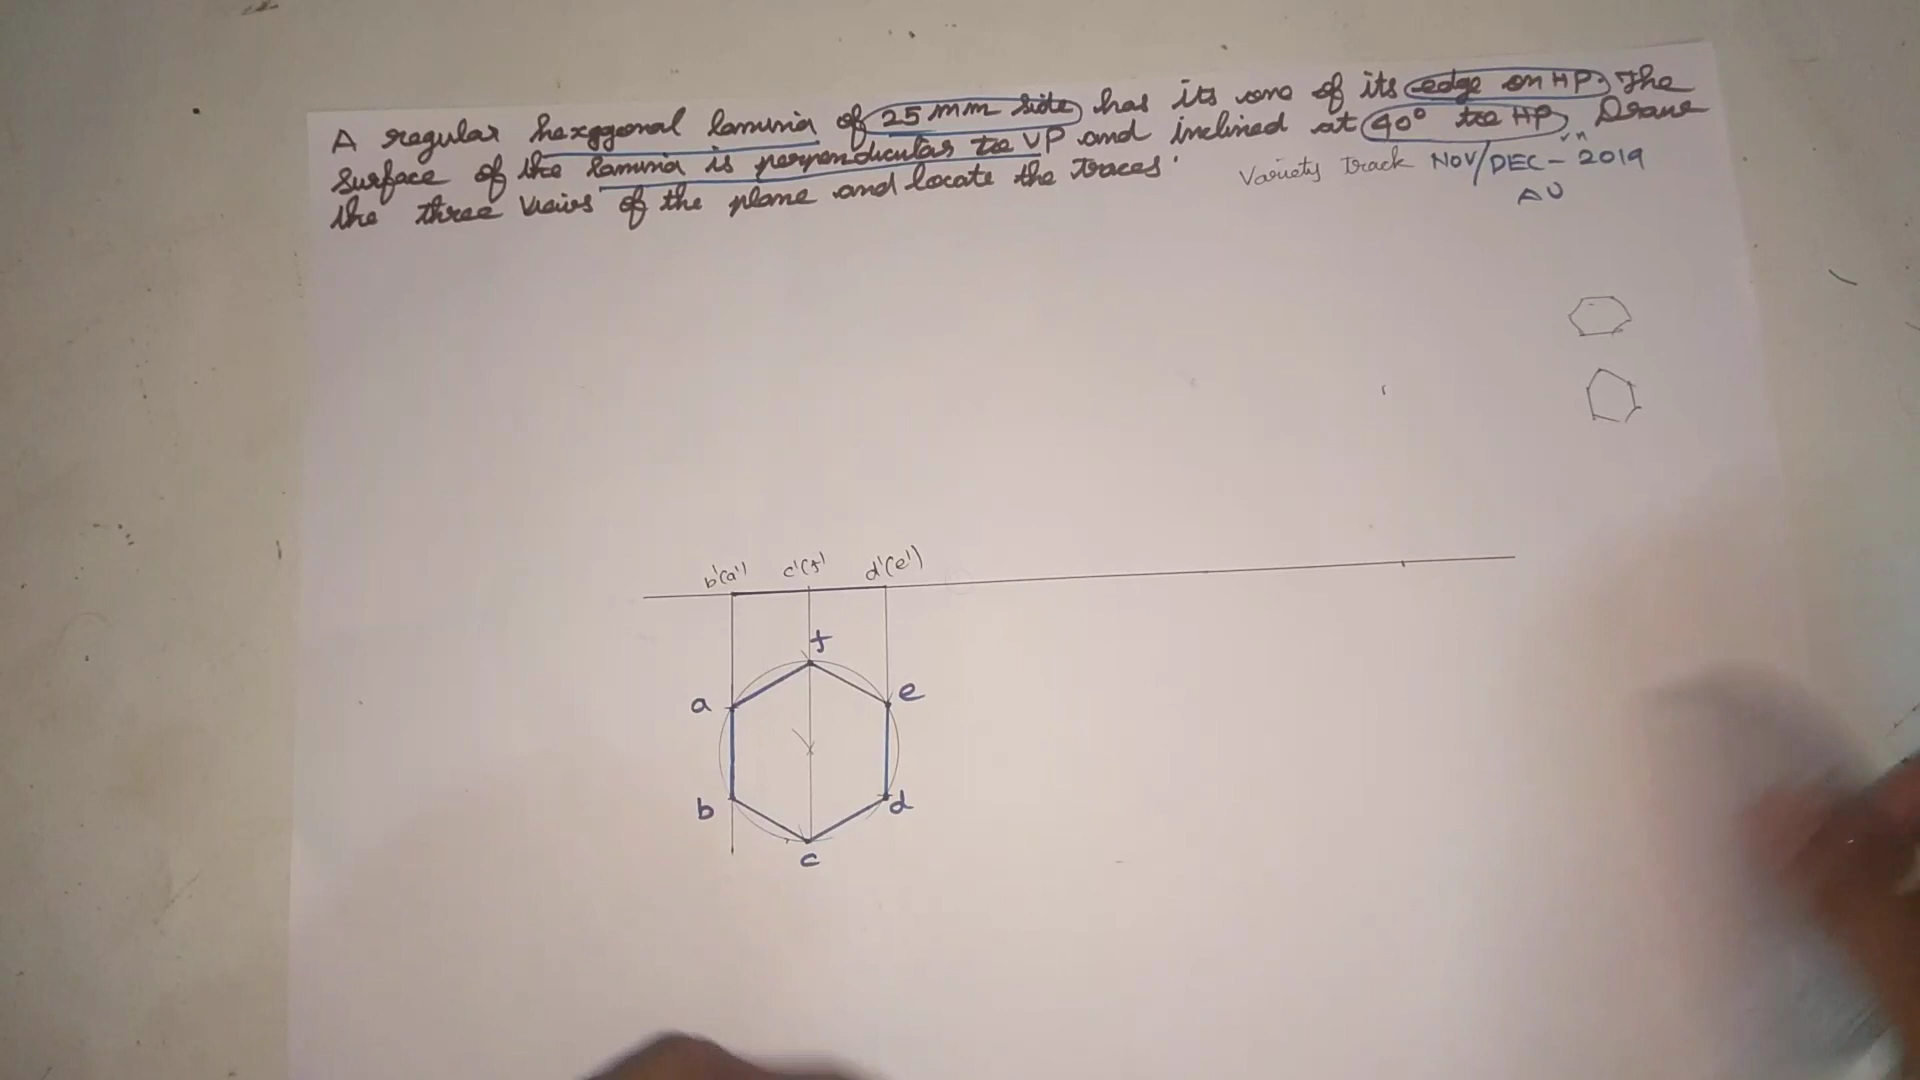 A regular hexagonal lamina of 25 mm side has its one of its edge on HP. The
Surface of the lamina is perpendicular to VP and inclined at 40° to HP. Draw
the three views of the plane and locate the traces.
Variety track NOV/DEC - 2019
AU
b'(a') c'(f') d'(e')
f
a e
b d
c